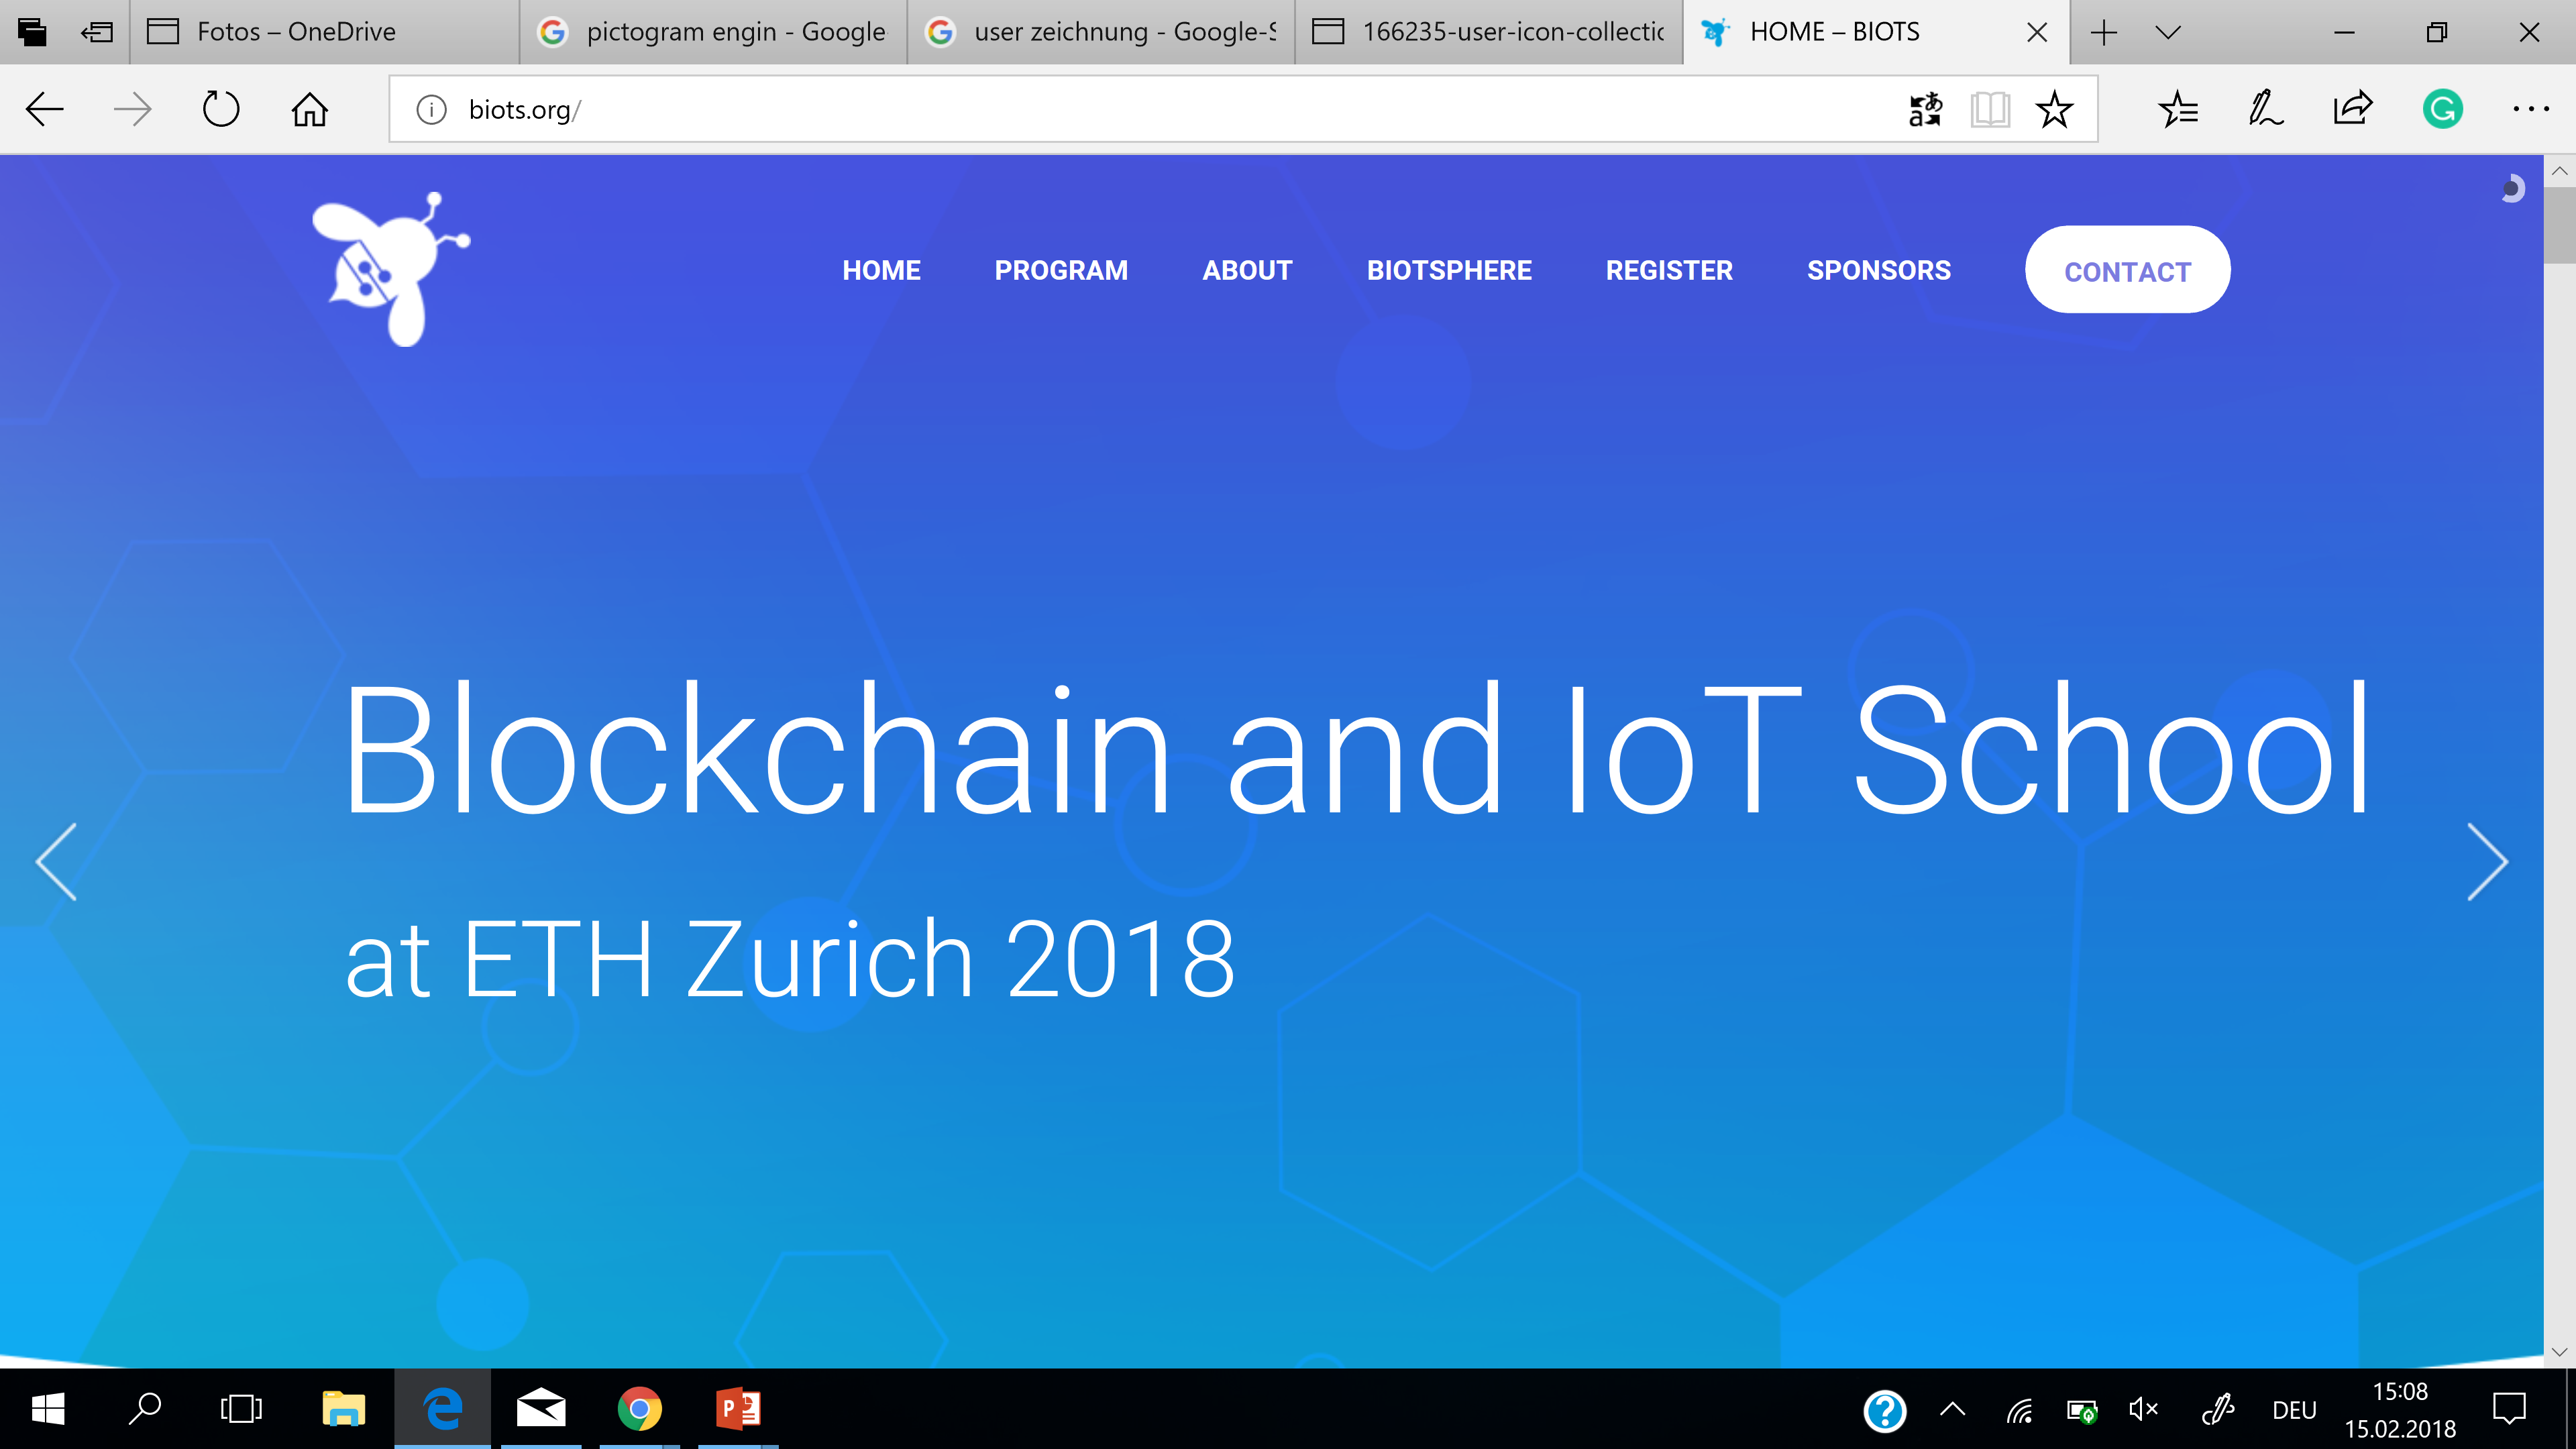 Fotos – OneDrive
pictogram engin - Google
user zeichnung - Google-S
166235-user-icon-collectic
HOME – BIOTS
biots.org/
HOME PROGRAM ABOUT BIOTSPHERE REGISTER SPONSORS CONTACT
Blockchain and IoT School
at ETH Zurich 2018
DEU
15:08
15.02.2018